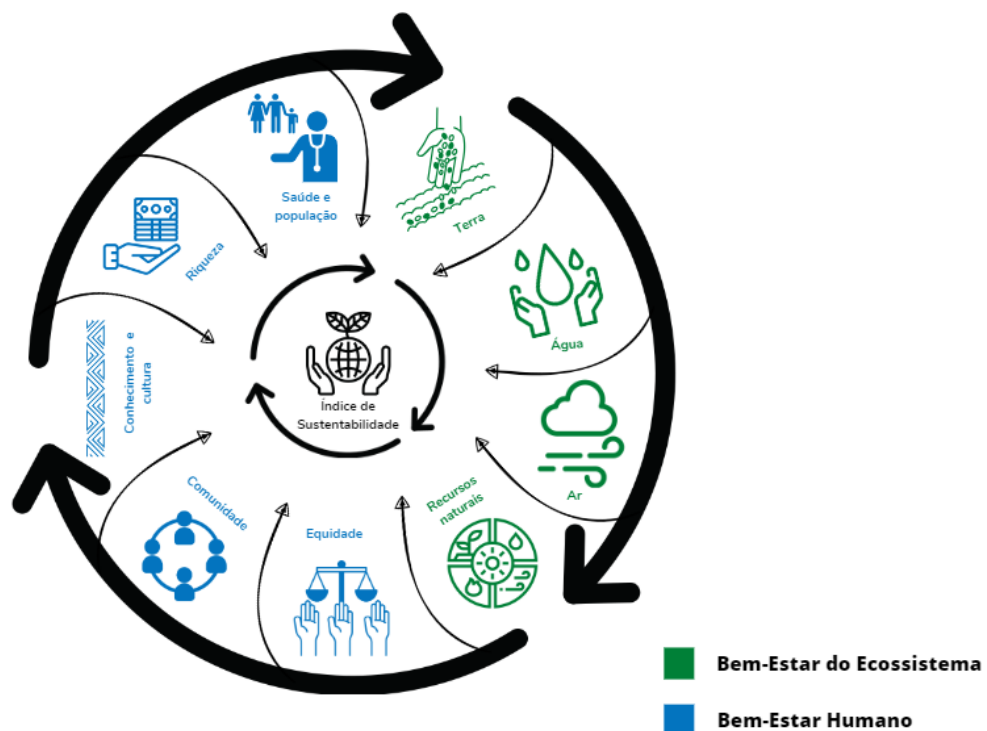 Saúde e
população
Terra
Riqueza
Água
Conhecimento e
cultura
Índice de
Sustentabilidade
Ar
Recursos
naturais
Comunidade
Equidade
Bem-Estar do Ecossistema
Bem-Estar Humano